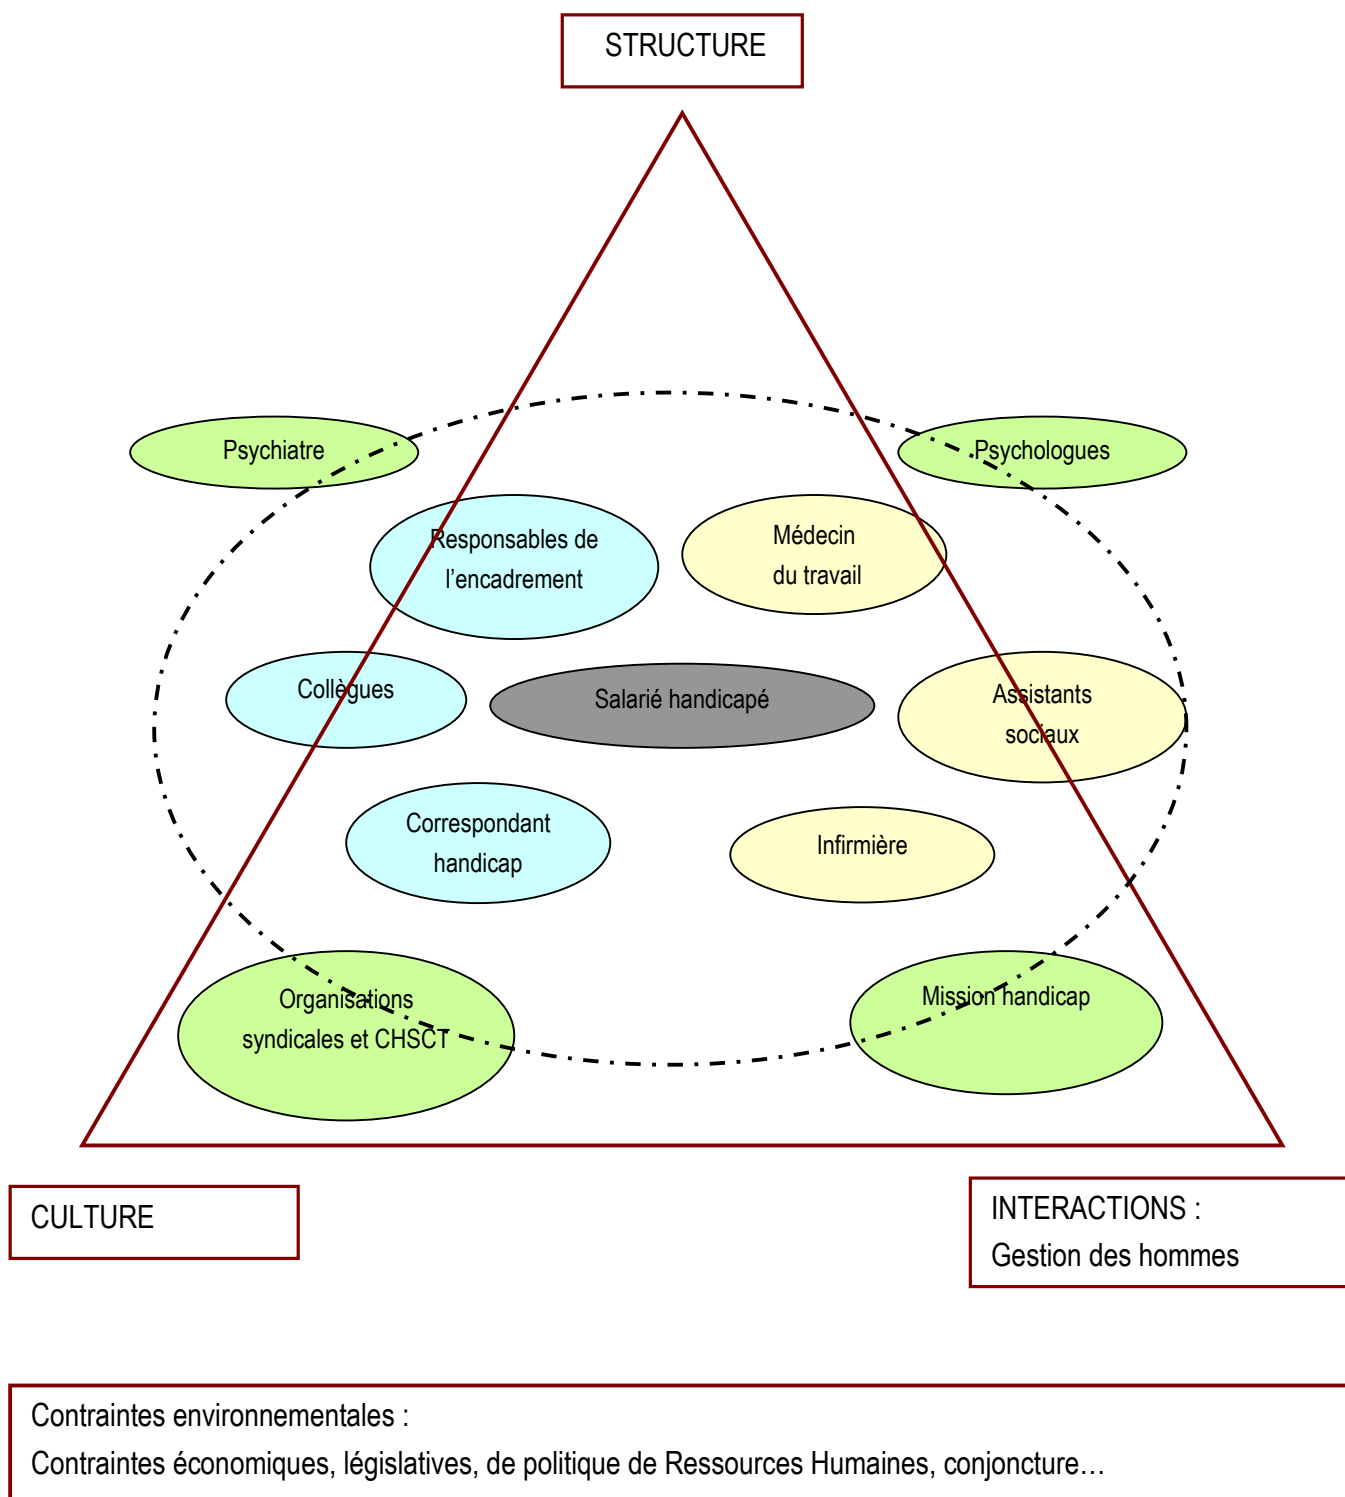 STRUCTURE
Psychiatre
Psychologues
Responsables de
l’encadrement
Médecin
du travail
Collègues
Salarié handicapé
Assistants
sociaux
Correspondant
handicap
Infirmière
Organisations
syndicales et CHSCT
Mission handicap
CULTURE
INTERACTIONS :
Gestion des hommes
Contraintes environnementales :
Contraintes économiques, législatives, de politique de Ressources Humaines, conjoncture…